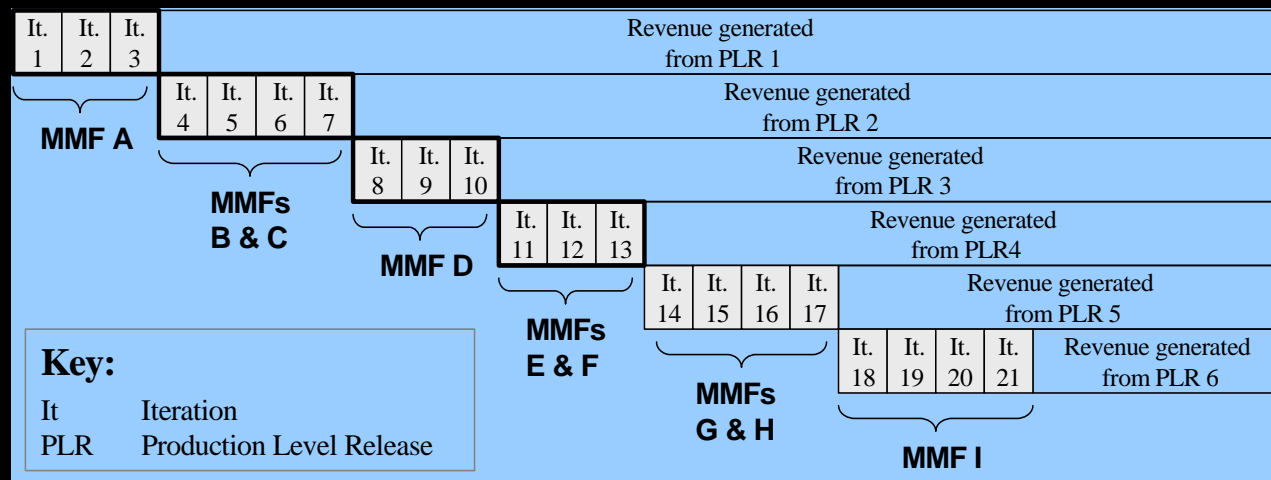 It. It. It. Revenue generated
1 2 3 from PLR 1
MMF A
It. It. It. It. Revenue generated
4 5 6 7 from PLR 2
MMFs
B & C
It. It. It. Revenue generated
8 9 10 from PLR 3
MMF D
It. It. It. Revenue generated
11 12 13 from PLR4
MMFs
E & F
It. It. It. It. Revenue generated
14 15 16 17 from PLR 5
MMFs
G & H
It. It. It. It. Revenue generated
18 19 20 21 from PLR 6
MMF I
Key:
It Iteration
PLR Production Level Release